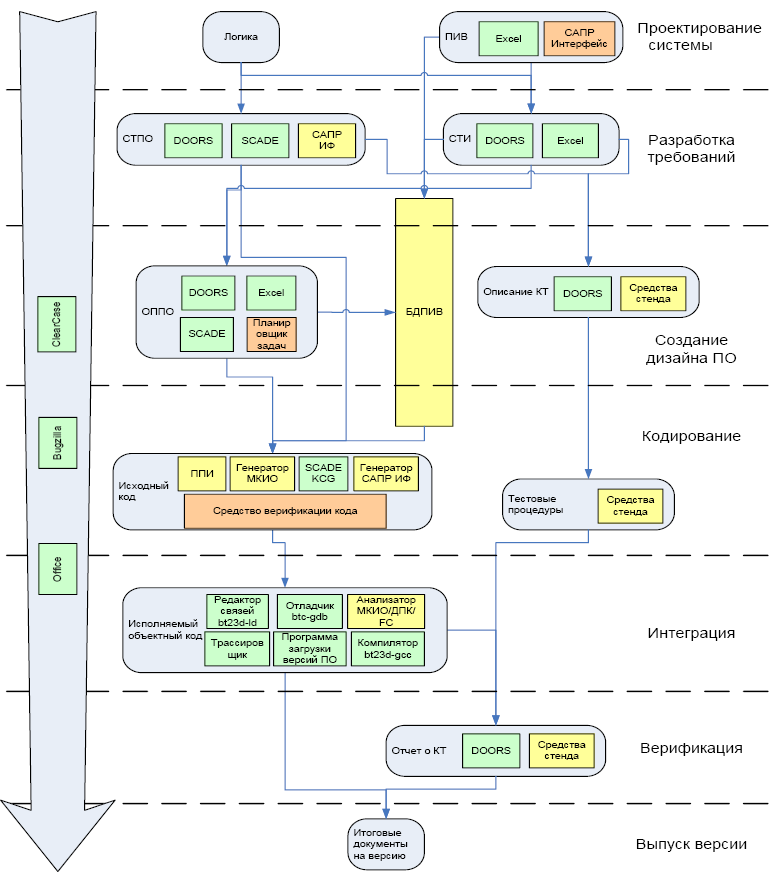 Логика
ПИВ
Excel
САПР
Интерфейс
Проектирование
системы
СТПО
DOORS
SCADE
САПР
ИФ
СТИ
DOORS
Excel
Разработка
требований
ОППО
DOORS
Excel
SCADE
Планир
овщик
задач
БДПИВ
Описание КТ
DOORS
Средства
стенда
Создание
дизайна ПО
ClearCase
Bugzilla
Office
Кодирование
Исходный
код
ППИ
Генератор
МКИО
SCADE
KCG
Генератор
САПР ИФ
Средство верификации кода
Тестовые
процедуры
Средства
стенда
Исполняемый
объектный код
Редактор
связей
bt23d-ld
Отладчик
btc-gdb
Анализатор
МКИО/ДПК/
FC
Трассиров
щик
Программа
загрузки
версий ПО
Компилятор
bt23d-gcc
Интеграция
Отчет о КТ
DOORS
Средства
стенда
Верификация
Итоговые
документы
на версию
Выпуск версии